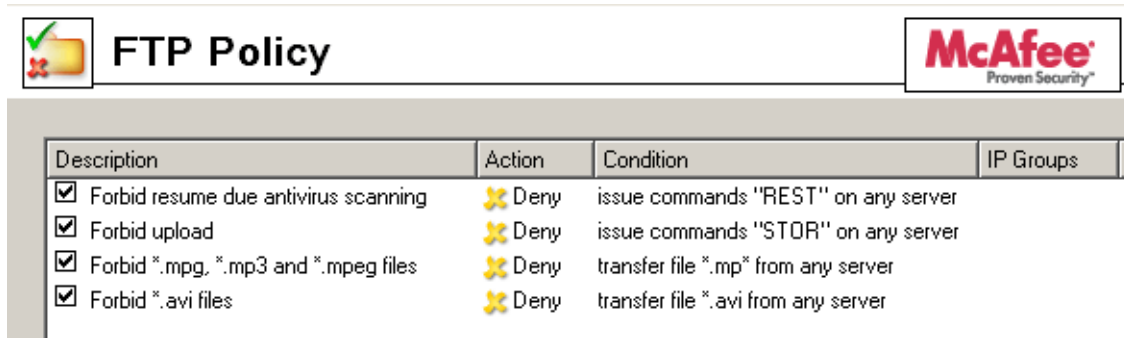 FTP Policy
McAfee
Proven Security™
Description Action Condition IP Groups
Forbid resume due antivirus scanning Deny issue commands "REST" on any server
Forbid upload Deny issue commands "STOR" on any server
Forbid *.mpg, *.mp3 and *.mpeg files Deny transfer file *.mp* from any server
Forbid *.avi files Deny transfer file *.avi from any server